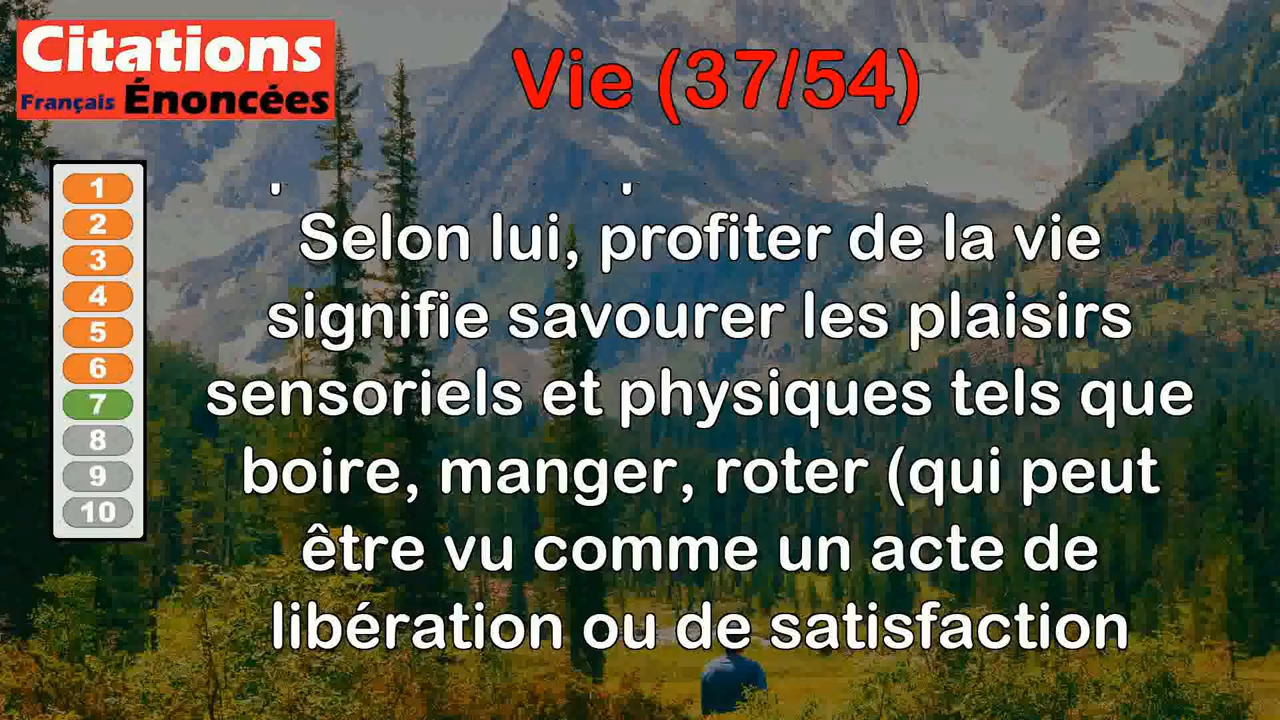 Citations
Français Énoncées
Vie (37/54)
1
2
3
4
5
6
7
8
9
10
Selon lui, profiter de la vie
signifie savourer les plaisirs
sensoriels et physiques tels que
boire, manger, roter (qui peut
être vu comme un acte de
libération ou de satisfaction